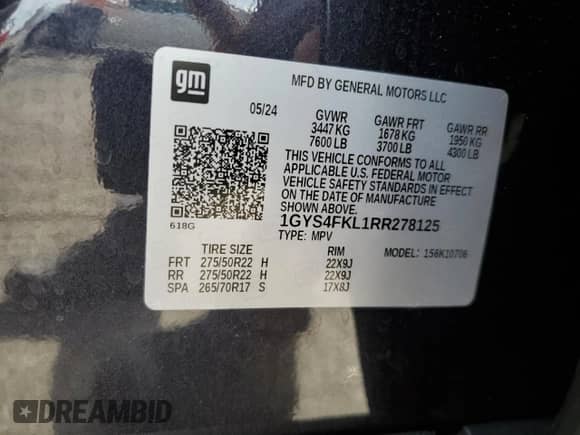 gm
MFD BY GENERAL MOTORS LLC
05/24 GVWR GAWR FRT GAWR RR
3447 KG 1678 KG 1950 KG
7600 LB 3700 LB 4300 LB
THIS VEHICLE CONFORMS TO ALL
APPLICABLE U.S. FEDERAL MOTOR
VEHICLE SAFETY STANDARDS IN EFFECT
ON THE DATE OF MANUFACTURE
SHOWN ABOVE.
618G
1GYS4FKL1RR278125
TYPE: MPV MODEL: 156K10706
TIRE SIZE RIM
FRT 275/50R22 H 22X9J
RR 275/50R22 H 22X9J
SPA 265/70R17 S 17X8J
DREAMBID